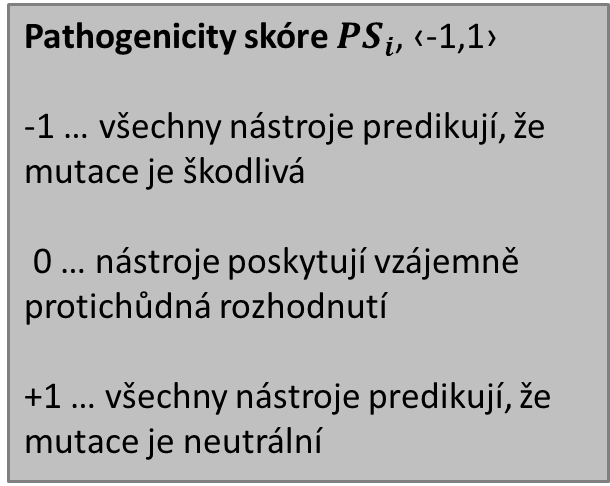 Pathogenicity skóre PSᵢ, ‹-1,1›
-1 … všechny nástroje predikují, že
mutace je škodlivá
0 … nástroje poskytují vzájemně
protichůdná rozhodnutí
+1 … všechny nástroje predikují, že
mutace je neutrální